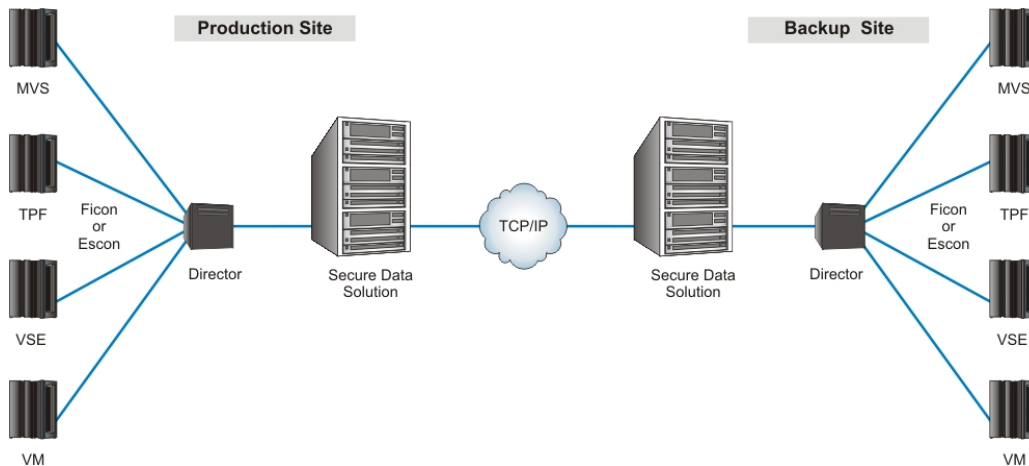 Production Site
Backup Site
MVS
MVS
TPF
Ficon
or
Escon
TCP/IP
Ficon
or
Escon
TPF
Director
Secure Data
Solution
Secure Data
Solution
Director
VSE
VSE
VM
VM